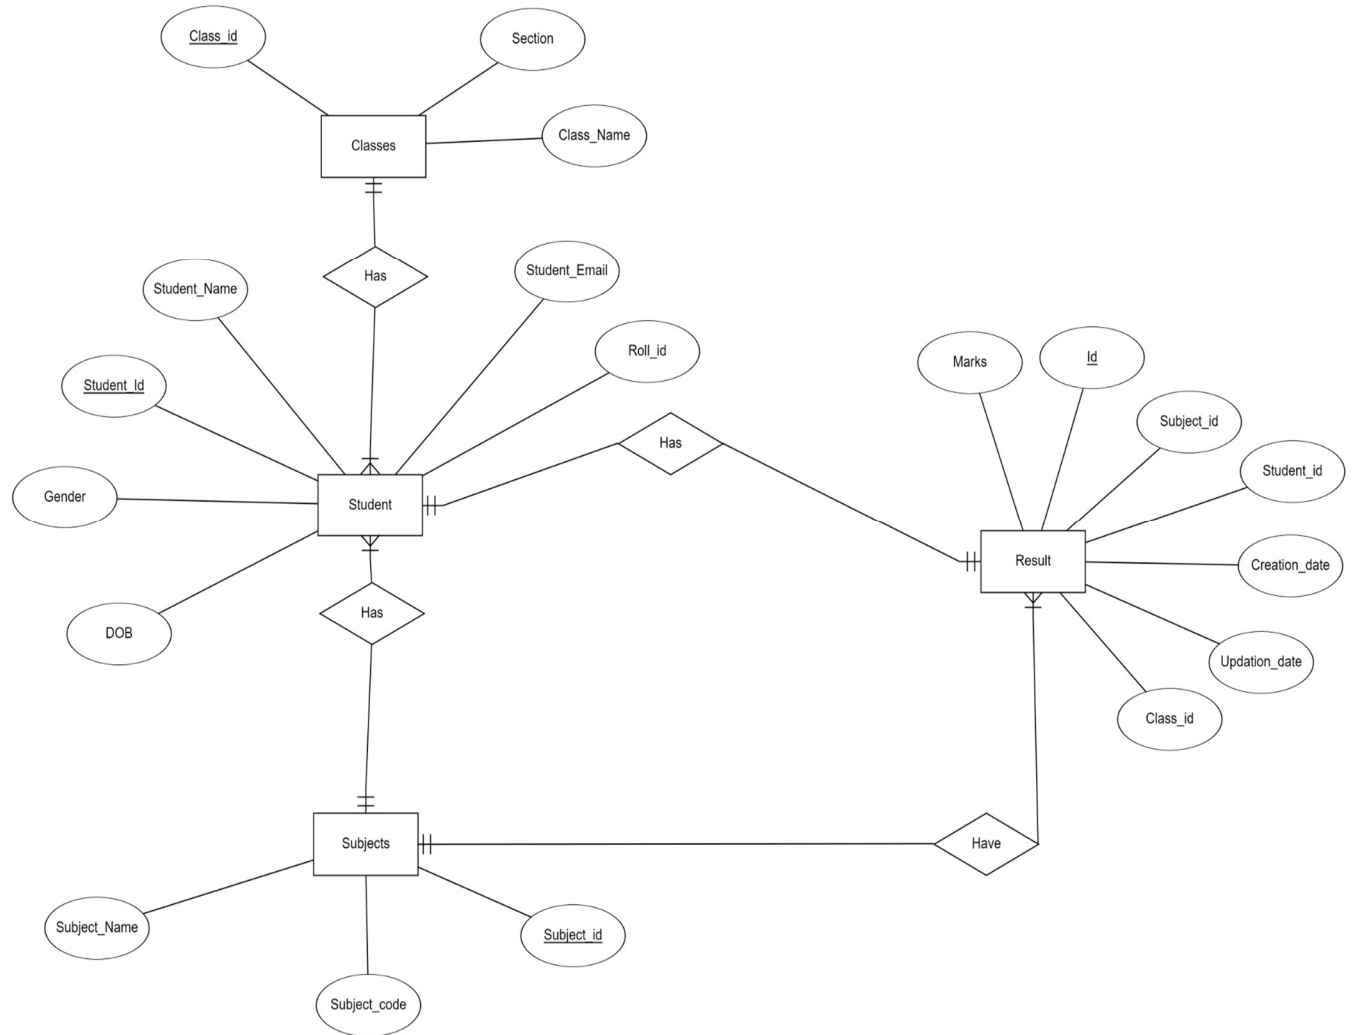 Class_id
Section
Classes
Class_Name
Has
Student_Name
Student_Email
Roll_id
Student_Id
Gender
Student
DOB
Has
Has
Marks
Id
Subject_id
Student_id
Result
Creation_date
Updation_date
Class_id
Subjects
Have
Subject_Name
Subject_id
Subject_code